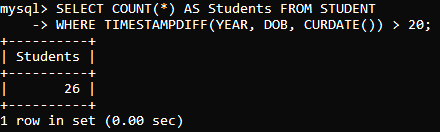 mysql> SELECT COUNT(*) AS Students FROM STUDENT
    -> WHERE TIMESTAMPDIFF(YEAR, DOB, CURDATE()) > 20;
+----------+
| Students |
+----------+
|       26 |
+----------+
1 row in set (0.00 sec)